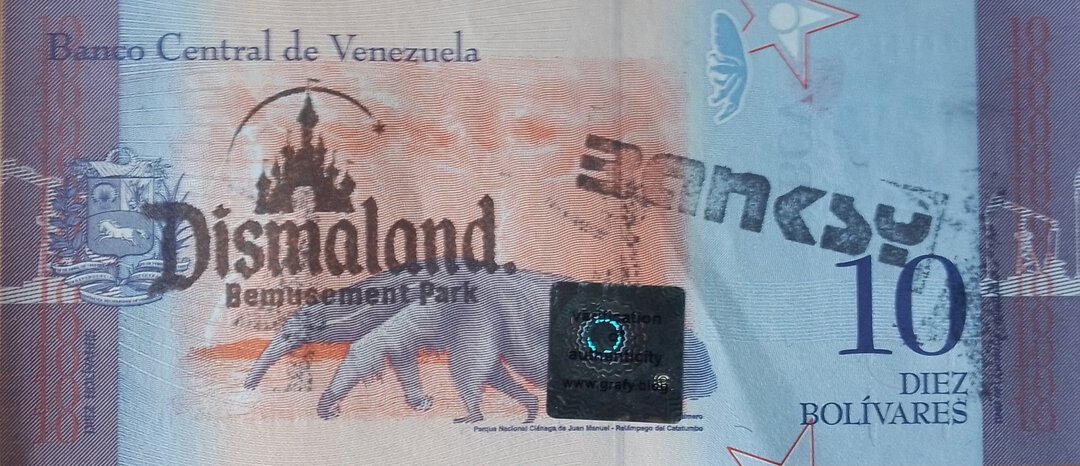 Banco Central de Venezuela
Dismaland.
Bemusement Park
BANKSY
verification
of
authenticity
www.grafy-blog.
Parque Nacional Ciénaga de Juan Manuel - Relámpago del Catatumbo
10
DIEZ
BOLÍVARES